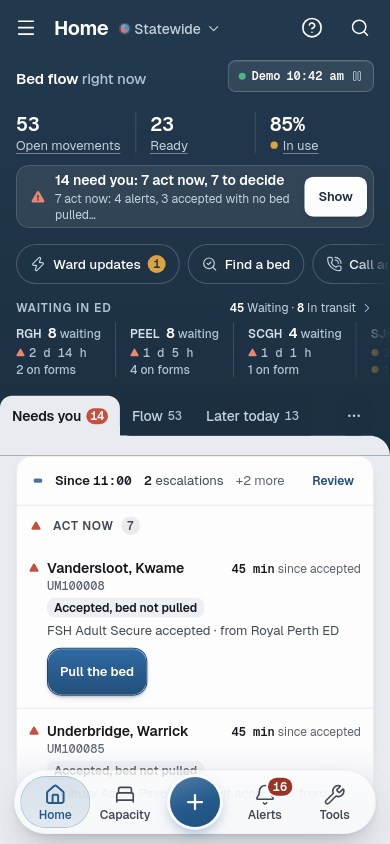 Home Statewide
Bed flow right now
Demo 10:42 am
53 23 85%
Open movements Ready In use
14 need you: 7 act now, 7 to decide
7 act now: 4 alerts, 3 accepted with no bed
pulled…
Show
Ward updates 1 Find a bed Call
WAITING IN ED 45 Waiting · 8 In transit
RGH 8 waiting PEEL 8 waiting SCGH 4 waiting
2 d 14 h 1 d 5 h 1 d 1 h
2 on forms 4 on forms 1 on form
Needs you 14 Flow 53 Later today 13 ...
Since 11:00 2 escalations +2 more Review
ACT NOW 7
Vandersloot, Kwame 45 min since accepted
UM100008
Accepted, bed not pulled
FSH Adult Secure accepted · from Royal Perth ED
Pull the bed
Underbridge, Warrick 45 min since accepted
UM100085
Accepted, bed not pulled
16
Home Capacity Alerts Tools